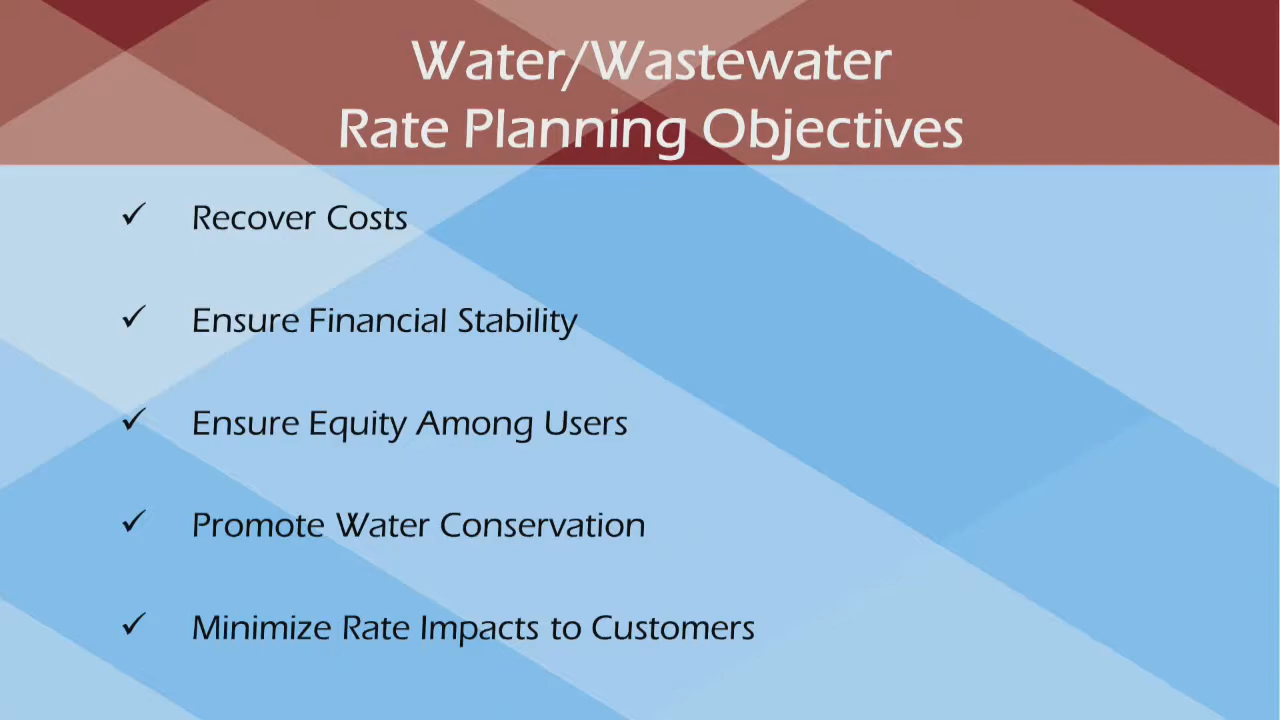 Water/Wastewater
Rate Planning Objectives
✓ Recover Costs
✓ Ensure Financial Stability
✓ Ensure Equity Among Users
✓ Promote Water Conservation
✓ Minimize Rate Impacts to Customers